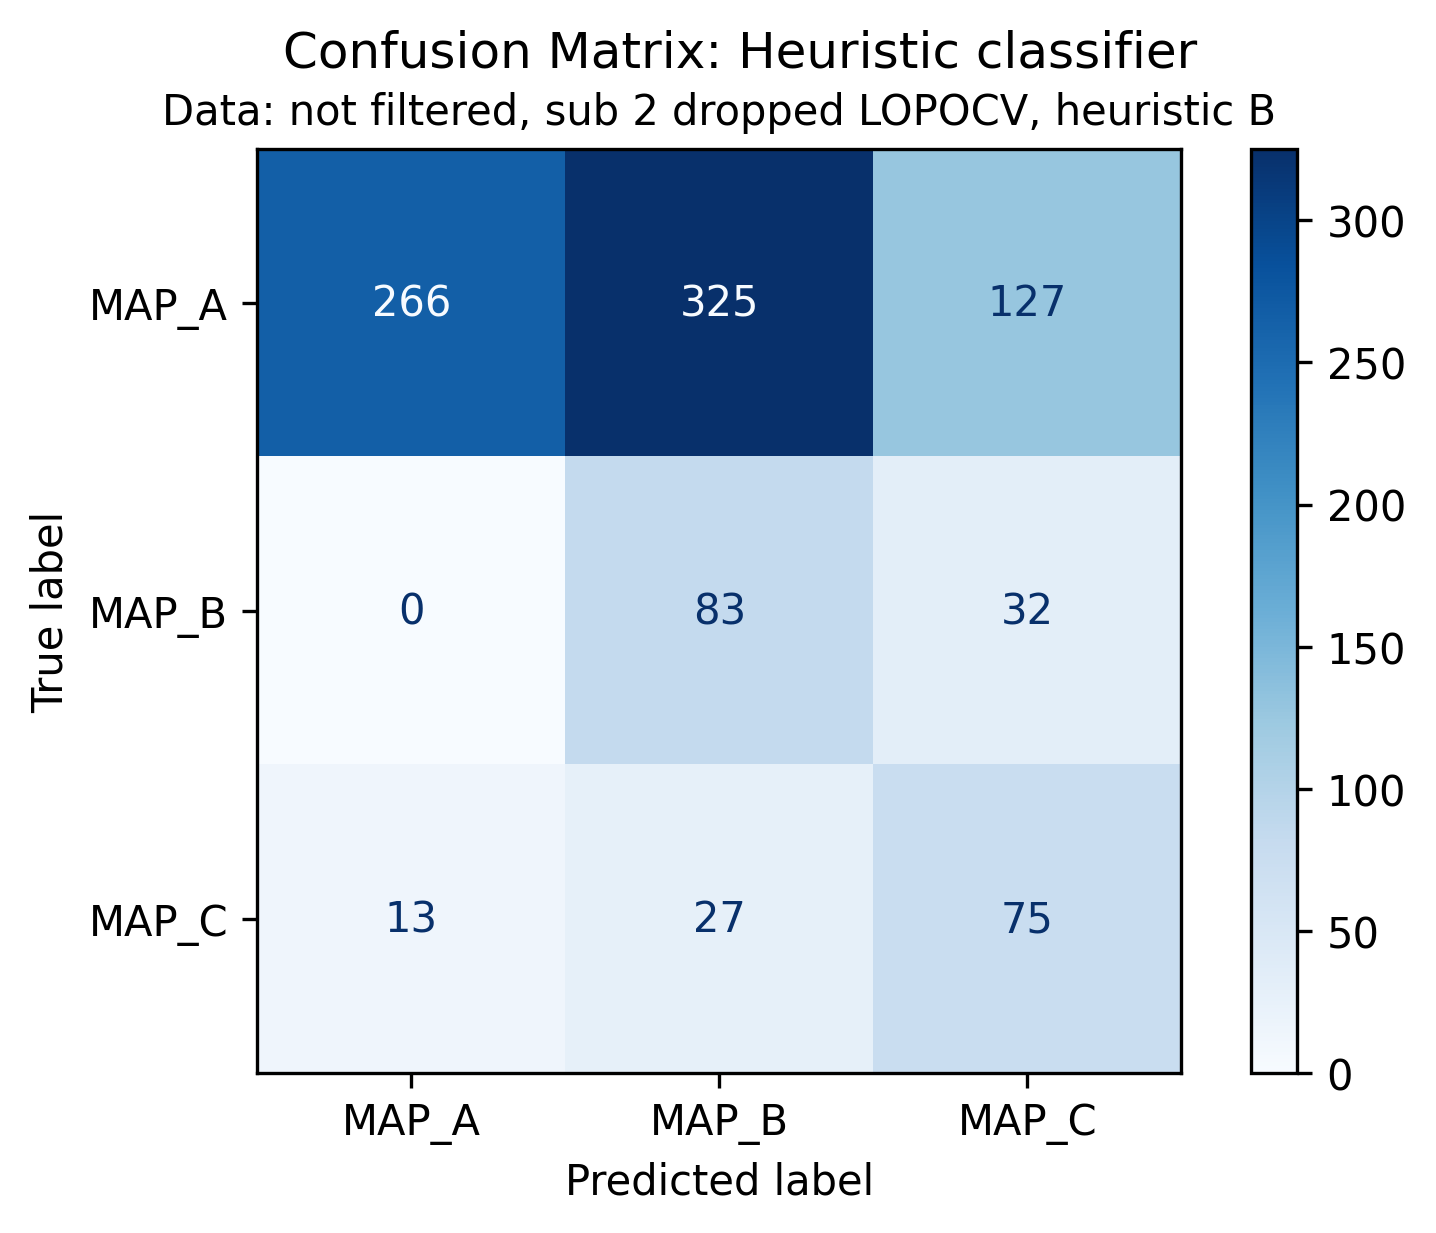 Confusion Matrix: Heuristic classifier
Data: not filtered, sub 2 dropped LOPOCV, heuristic B
True label
MAP_A
266
325
127
MAP_B
0
83
32
MAP_C
13
27
75
MAP_A
MAP_B
MAP_C
Predicted label
300
250
200
150
100
50
0